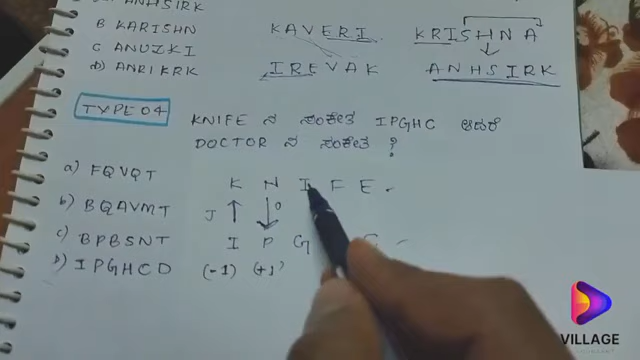 ANHSIRK
B KARISHN
C ANUIKI
d) ANRIKRK
KAVERI
IREVAK
KRISHNA
ANHSIRK
TYPE 04
KNIFE ನ ಸಂಕೇತ IPGHC ಆದರೆ
DOCTOR ನ ಸಂಕೇತ ?
a) FQVQT
b) BQAVMT
c) BPBSNT
D) IPGHCD
K N I F E
J O
I P G
(-1) (+1)
VILLAGE